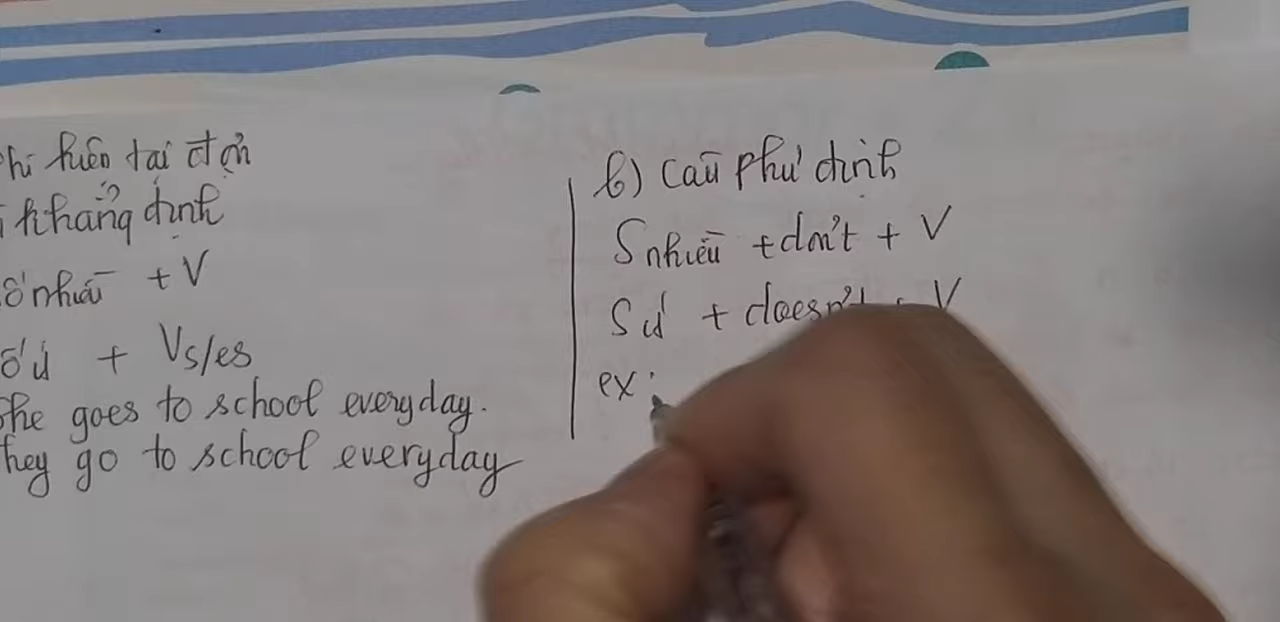 hì hiện tại đơn
khẳng định
Số nhiều + V
Số ít + Vs/es
She goes to school everyday.
They go to school everyday
b) Câu phủ định
S nhiều + don't + V
S ít + doesn't + V
ex: